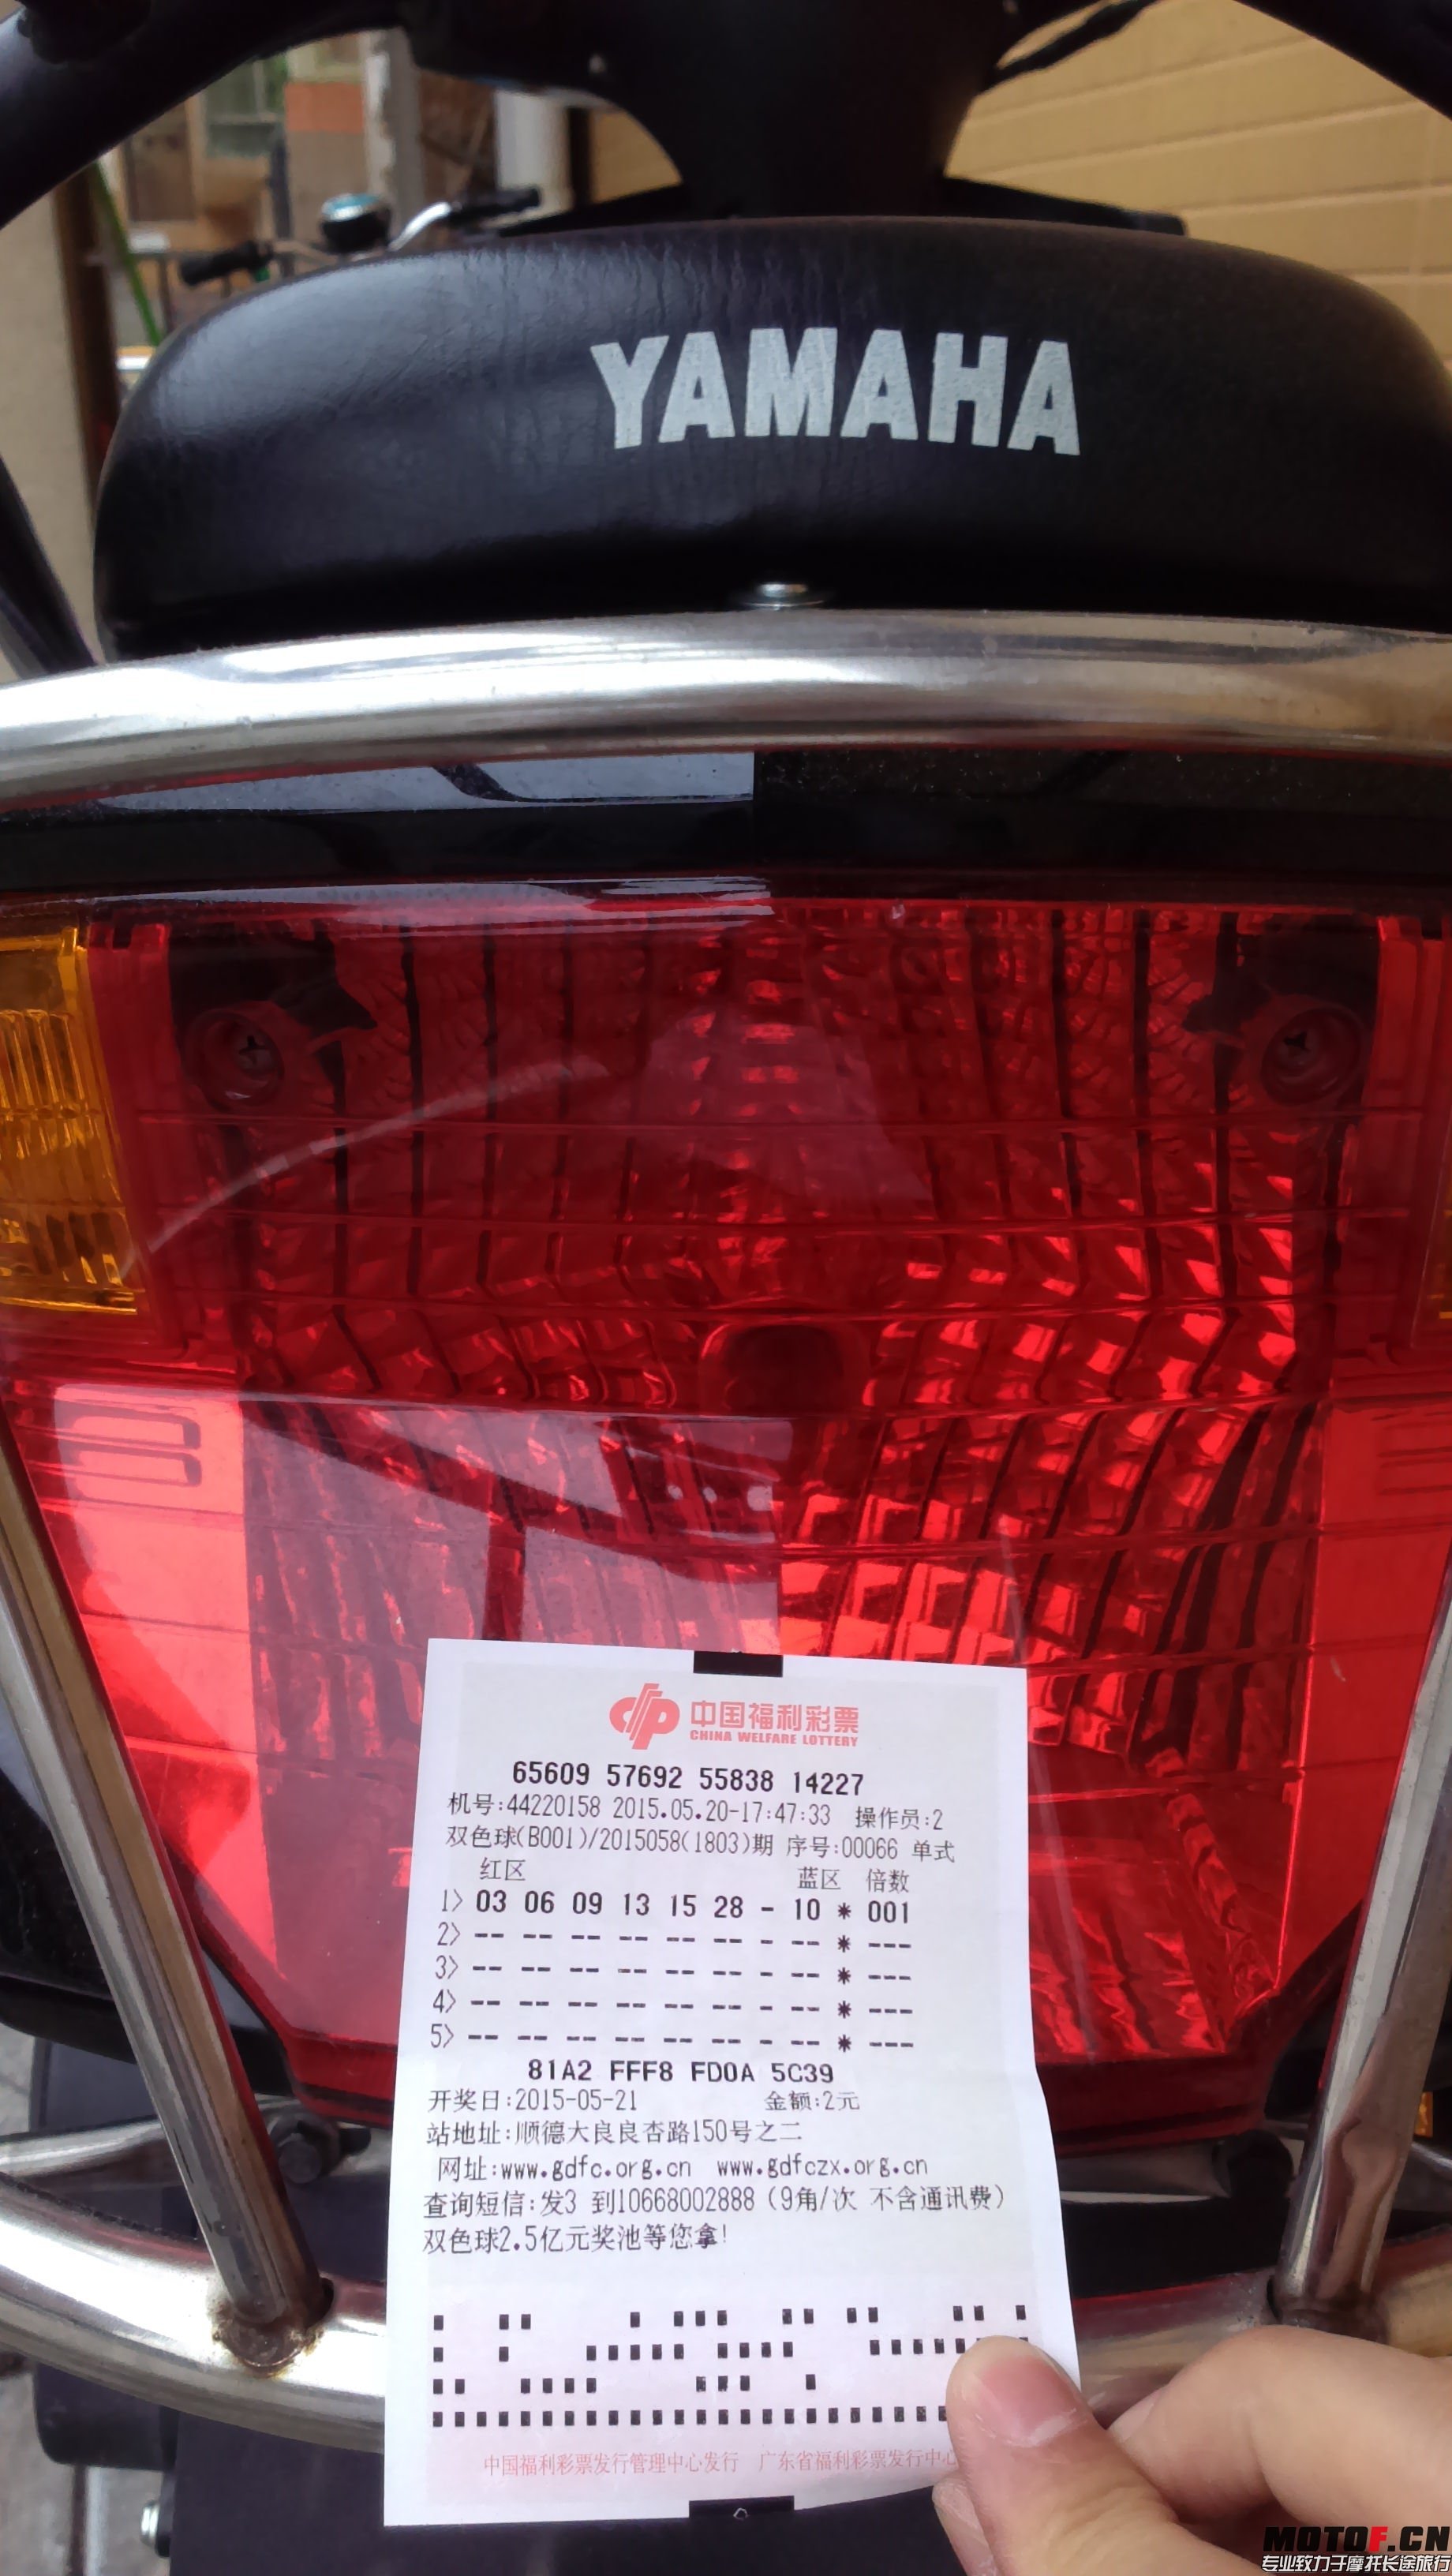 YAMAHA
中国福利彩票
CHINA WELFARE LOTTERY
65609 57692 55838 14227
机号:44220158 2015.05.20-17:47:33 操作员:2
双色球(B001)/2015058(1803)期 序号:00066 单式
红区 蓝区 倍数
1> 03 06 09 13 15 28 - 10 * 001
2> -- -- -- -- -- -- - -- * ---
3> -- -- -- -- -- -- - -- * ---
4> -- -- -- -- -- -- - -- * ---
5> -- -- -- -- -- -- - -- * ---
81A2 FFF8 FD0A 5C39
开奖日:2015-05-21 金额:2元
站地址:顺德大良良杏路150号之二
网址:www.gdfc.org.cn www.gdfczx.org.cn
查询短信:发3 到10668002888(9角/次 不含通讯费)
双色球2.5亿元奖池等您拿!
中国福利彩票发行管理中心发行 广东省福利彩票发行中心
MOTOF.CN
专业致力于摩托长途旅行